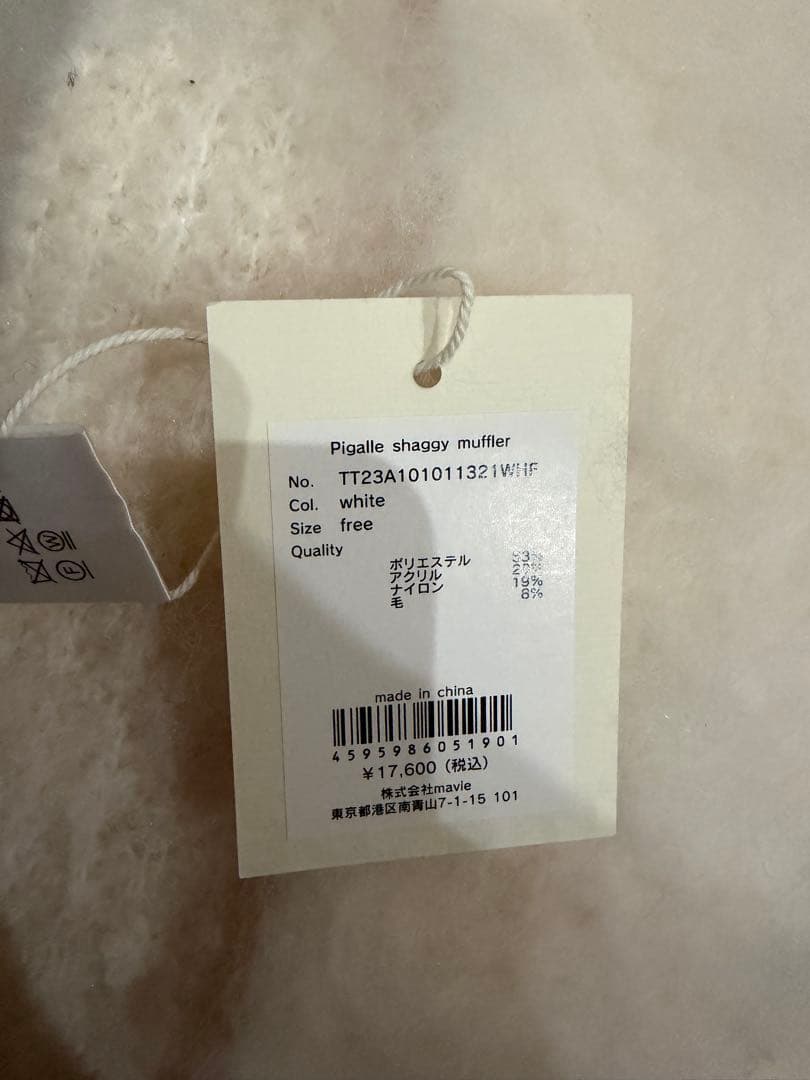 Pigalle shaggy muffler
No. TT23A101011321WHF
Col. white
Size free
Quality
ポリエステル 53%
アクリル
ナイロン 19%
毛 8%
made in china
4595986051901
¥17,600 (税込)
株式会社mavie
東京都港区南青山7-1-15 101